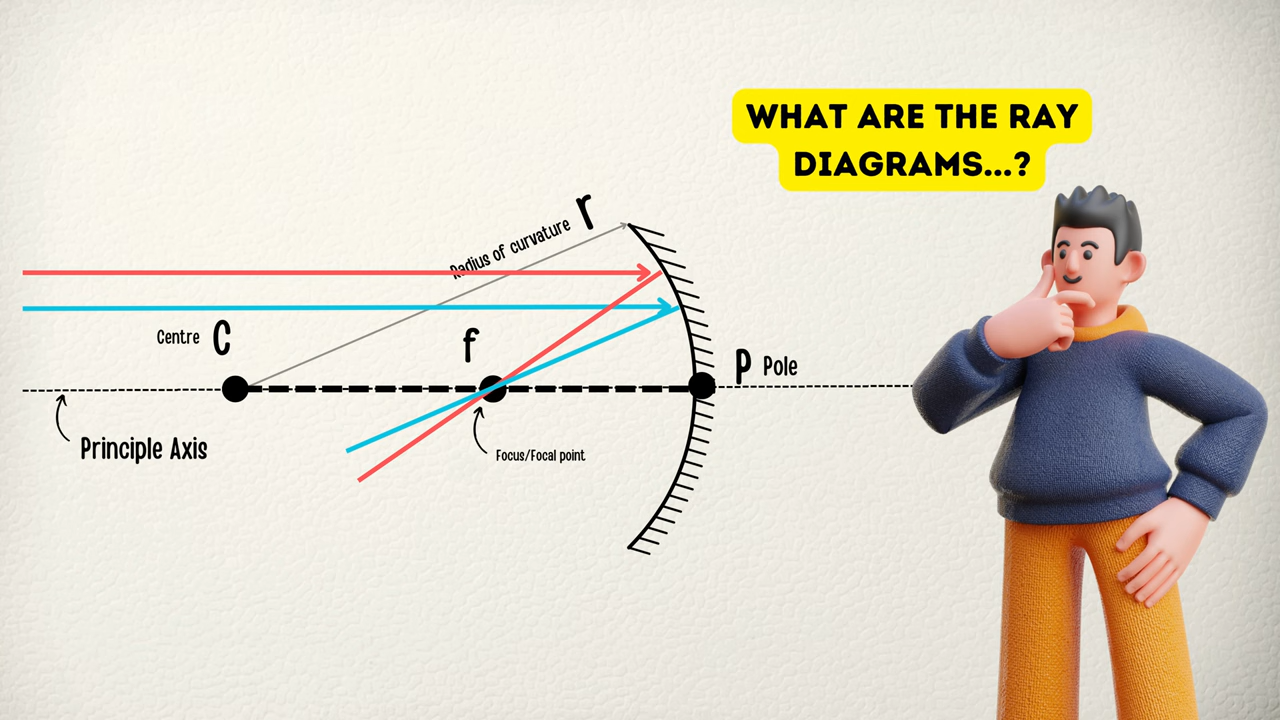 WHAT ARE THE RAY
DIAGRAMS...?
Radius of curvature r
Centre C
f
P Pole
Principle Axis
Focus/Focal point